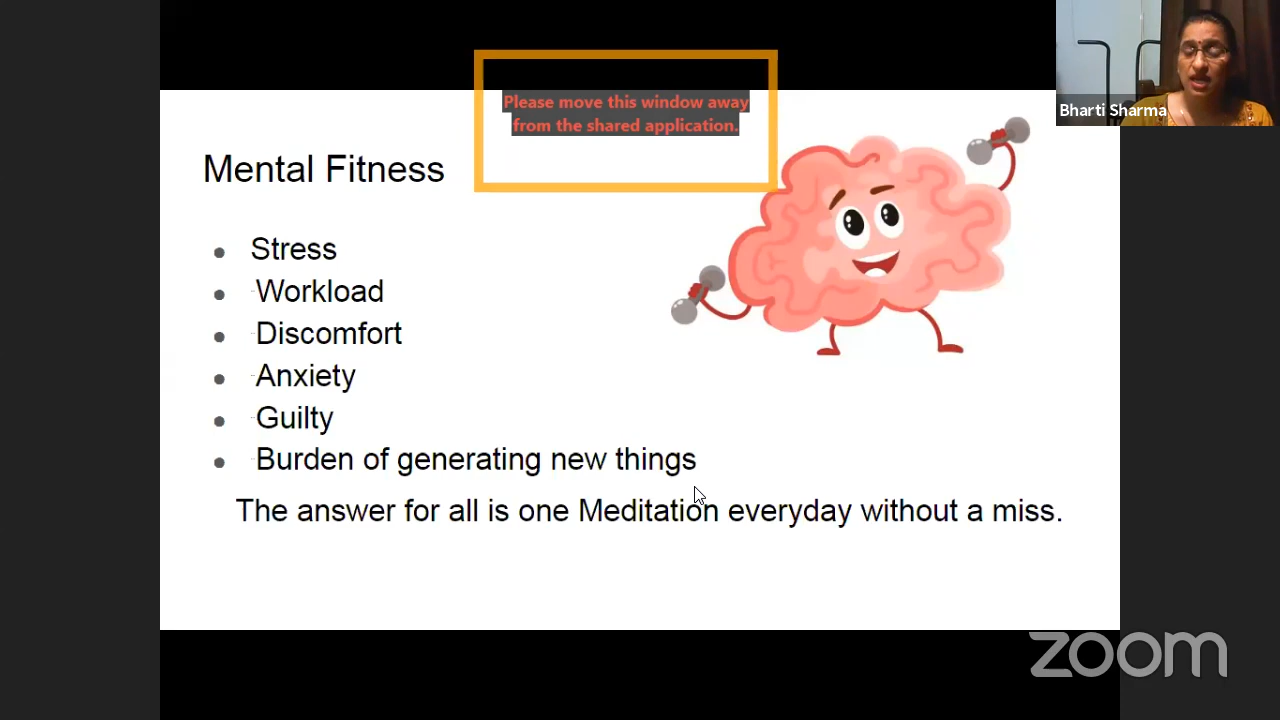 Please move this window away
from the shared application.
Bharti Sharma
Mental Fitness
Stress
Workload
Discomfort
Anxiety
Guilty
Burden of generating new things
The answer for all is one Meditation everyday without a miss.
zoom